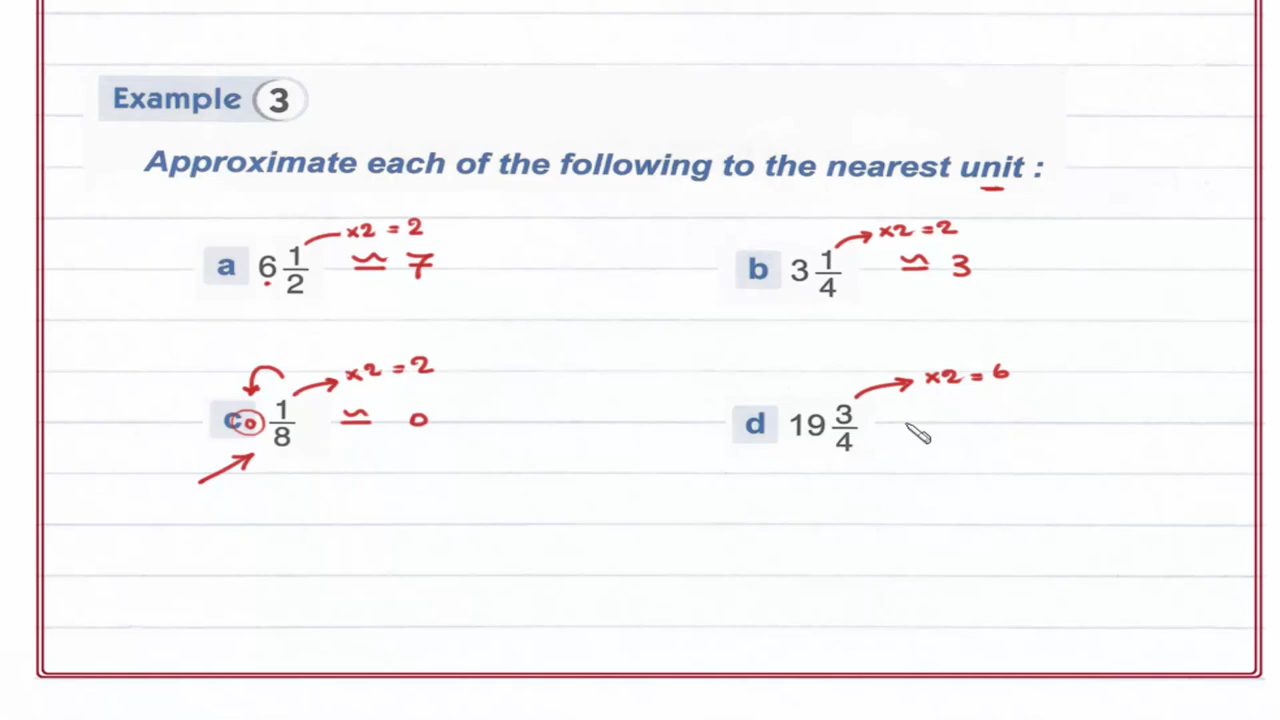 Example 3
Approximate each of the following to the nearest unit :
×2 = 2
a 6 1/2 ≃ 7
×2 = 2
b 3 1/4 ≃ 3
×2 = 2
c 0 1/8 ≃ 0
×2 = 6
d 19 3/4